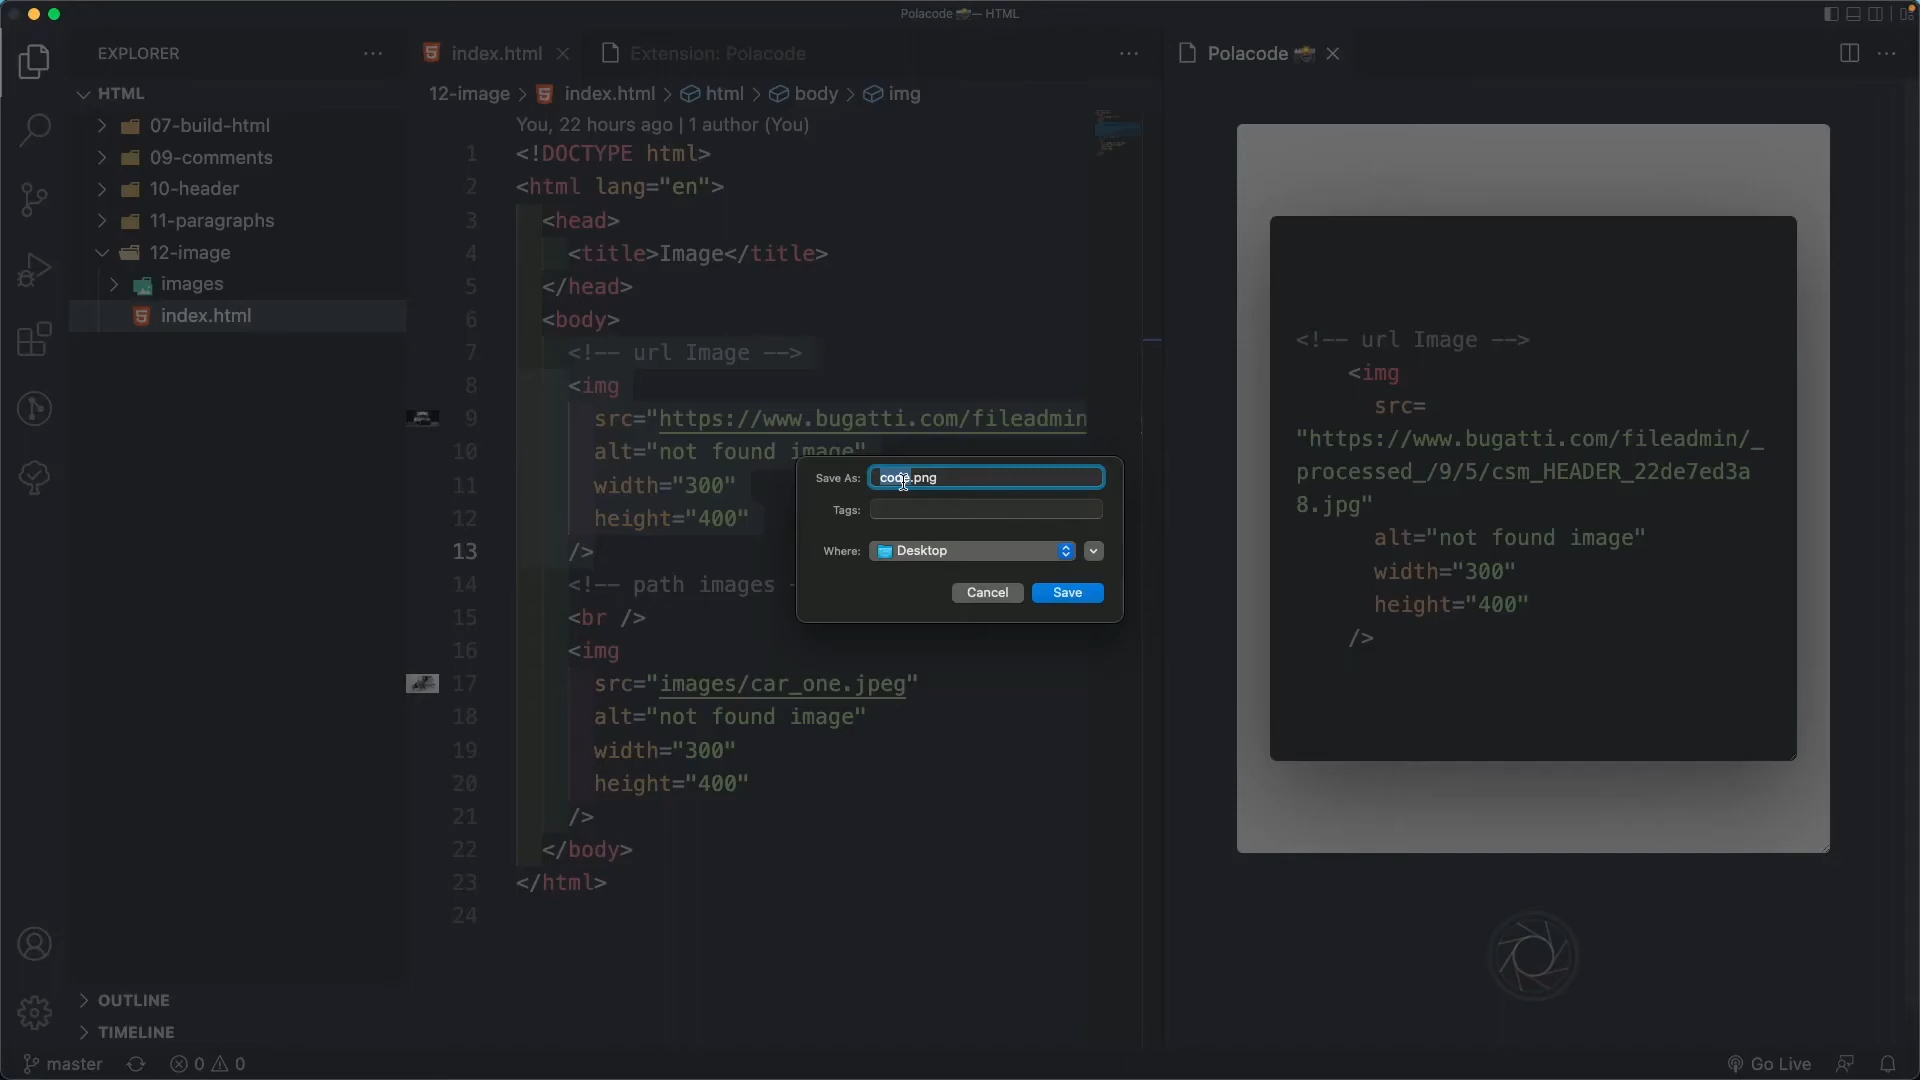 Polacode 📸 — HTML
EXPLORER
HTML
07-build-html
09-comments
10-header
11-paragraphs
12-image
images
index.html
OUTLINE
TIMELINE
index.html
Extension: Polacode
12-image > index.html > html > body > img
You, 22 hours ago | 1 author (You)
1 <!DOCTYPE html>
2 <html lang="en">
3 <head>
4 <title>Image</title>
5 </head>
6 <body>
7 <!-- url Image -->
8 <img
9 src="https://www.bugatti.com/fileadmin
10 alt="not found image"
11 width="300"
12 height="400"
13 />
14 <!-- path images
15 <br />
16 <img
17 src="images/car_one.jpeg"
18 alt="not found image"
19 width="300"
20 height="400"
21 />
22 </body>
23 </html>
24
Save As: code.png
Tags:
Where: Desktop
Cancel Save
Polacode 📸
<!-- url Image -->
<img
src=
"https://www.bugatti.com/fileadmin/_
processed_/9/5/csm_HEADER_22de7ed3a
8.jpg"
alt="not found image"
width="300"
height="400"
/>
master 0 0
Go Live